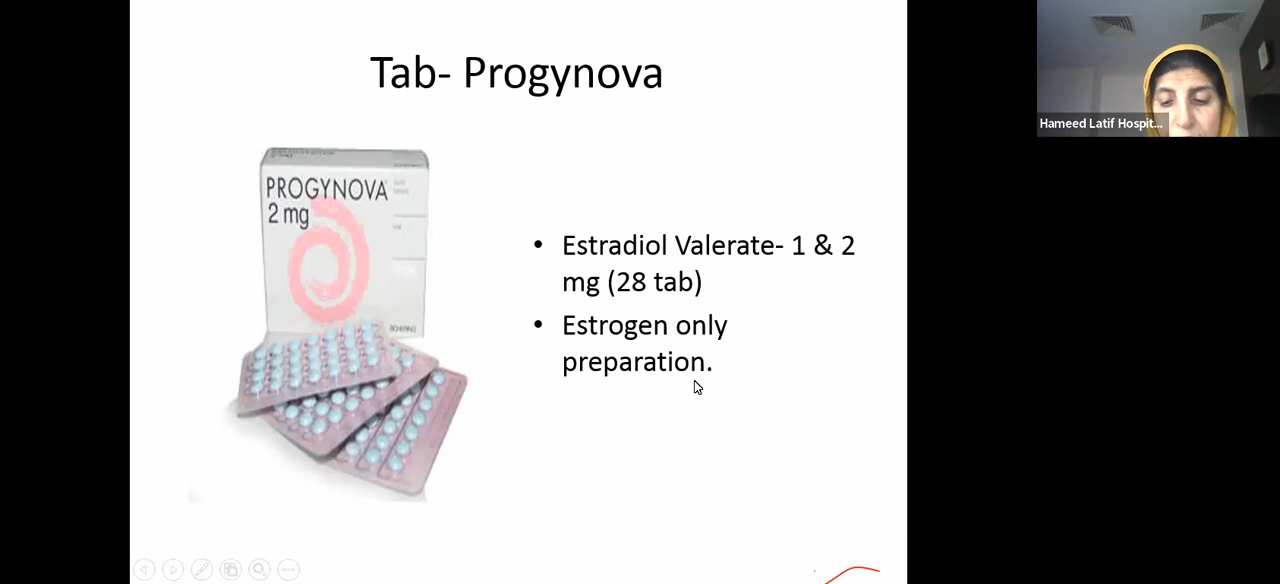 Tab- Progynova
PROGYNOVA
2 mg
• Estradiol Valerate- 1 & 2
mg (28 tab)
• Estrogen only
preparation.
Hameed Latif Hospit...